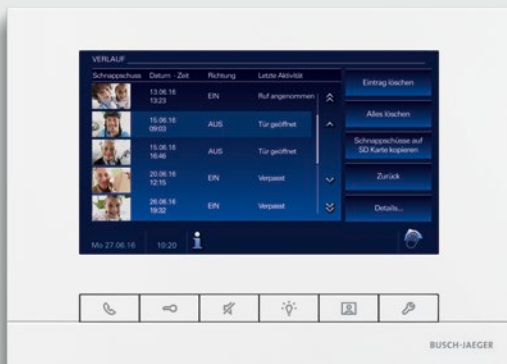 VERLAUF
Schnappschuss Datum - Zeit Richtung Letzte Aktivität
13.06.16
13:23
EIN
Ruf angenommen
15.06.16
09:03
AUS
Tür geöffnet
15.06.16
16:46
AUS
Tür geöffnet
20.06.16
12:15
EIN
Verpasst
26.06.16
19:32
EIN
Verpasst
Eintrag löschen
Alles löschen
Schnappschüsse auf
SD Karte kopieren
Zurück
Details...
Mo 27.06.16 10:20
BUSCH-JAEGER